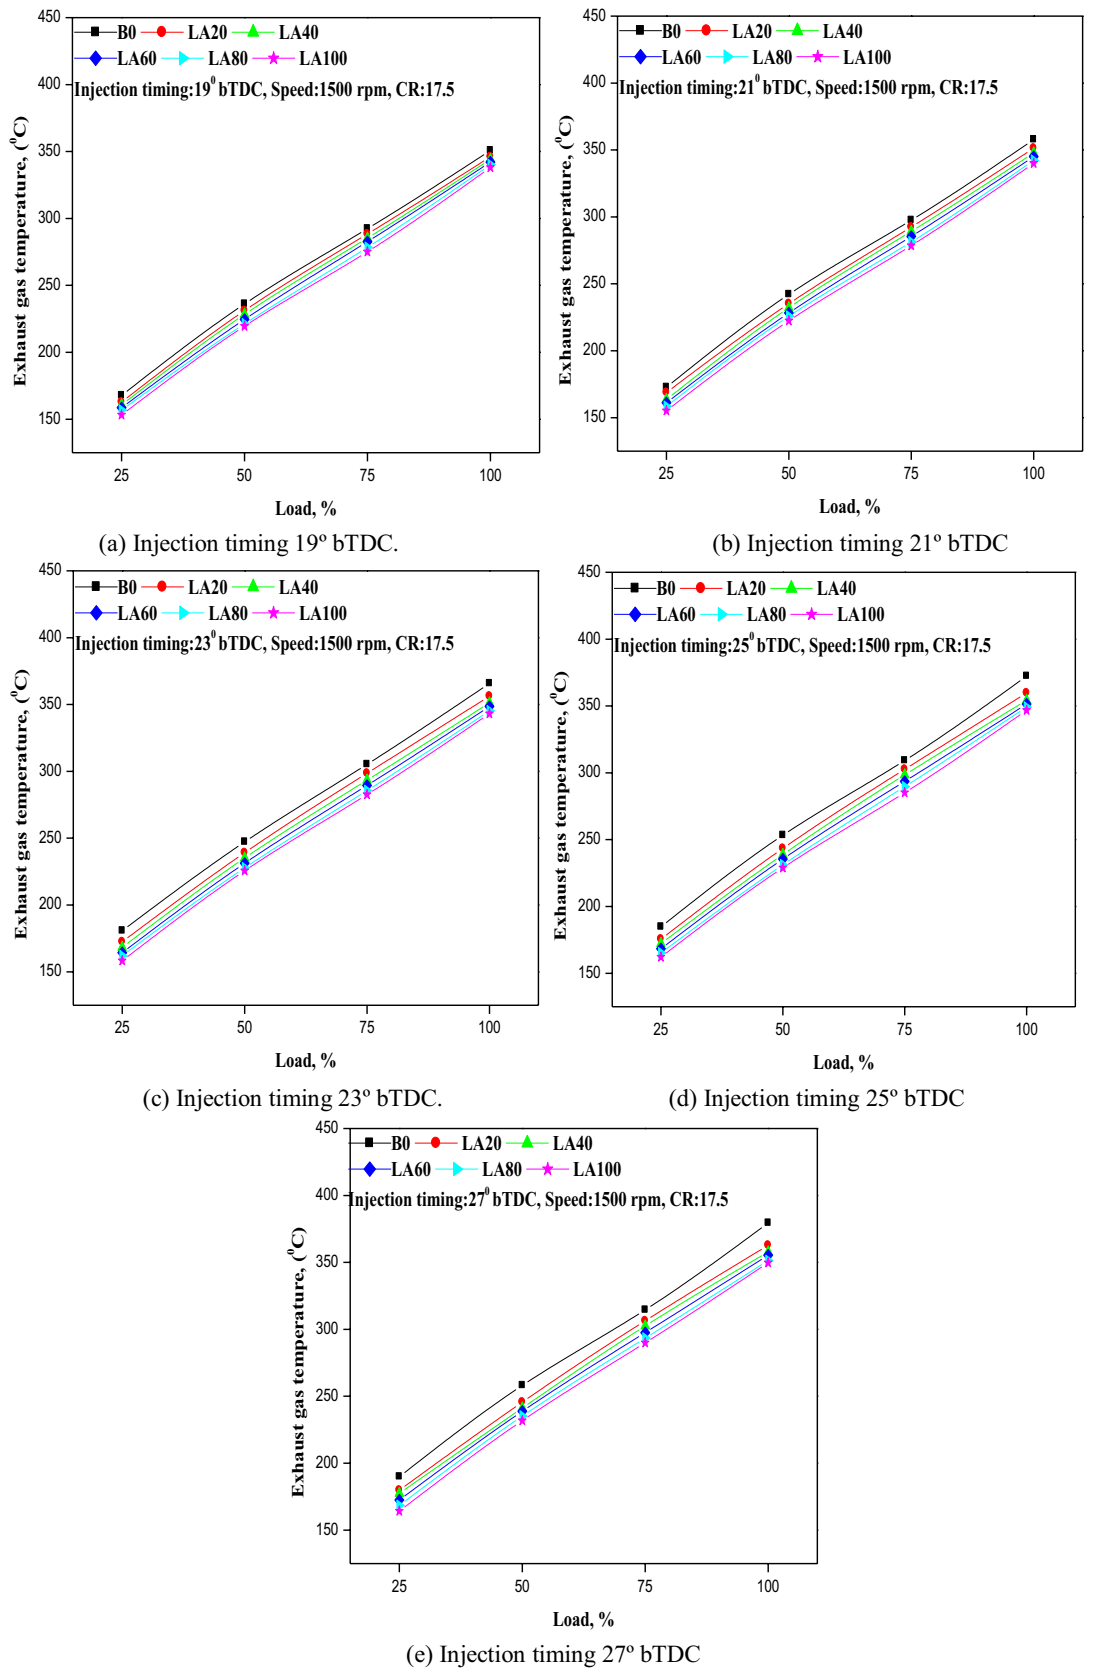 450
400
350
300
250
200
150
Exhaust gas temperature, (⁰C)
B0 LA20 LA40
LA60 LA80 LA100
Injection timing:19⁰ bTDC, Speed:1500 rpm, CR:17.5
25 50 75 100
Load, %
(a) Injection timing 19º bTDC.
450
400
350
300
250
200
150
Exhaust gas temperature, (⁰C)
B0 LA20 LA40
LA60 LA80 LA100
Injection timing:21⁰ bTDC, Speed:1500 rpm, CR:17.5
25 50 75 100
Load, %
(b) Injection timing 21º bTDC
450
400
350
300
250
200
150
Exhaust gas temperature, (⁰C)
B0 LA20 LA40
LA60 LA80 LA100
Injection timing:23⁰ bTDC, Speed:1500 rpm, CR:17.5
25 50 75 100
Load, %
(c) Injection timing 23º bTDC.
450
400
350
300
250
200
150
Exhaust gas temperature, (⁰C)
B0 LA20 LA40
LA60 LA80 LA100
Injection timing:25⁰ bTDC, Speed:1500 rpm, CR:17.5
25 50 75 100
Load, %
(d) Injection timing 25º bTDC
450
400
350
300
250
200
150
Exhaust gas temperature, (⁰C)
B0 LA20 LA40
LA60 LA80 LA100
Injection timing:27⁰ bTDC, Speed:1500 rpm, CR:17.5
25 50 75 100
Load, %
(e) Injection timing 27º bTDC